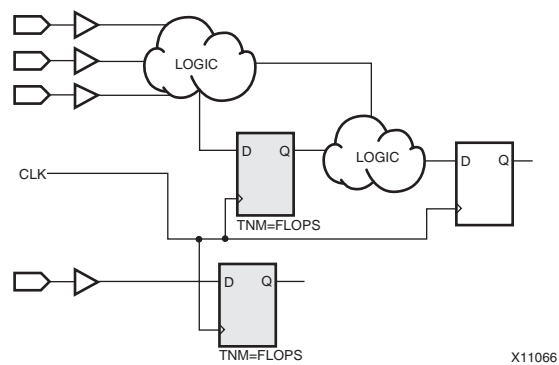 LOGIC
D Q
LOGIC
D Q
CLK
TNM=FLOPS
D Q
TNM=FLOPS
X11066